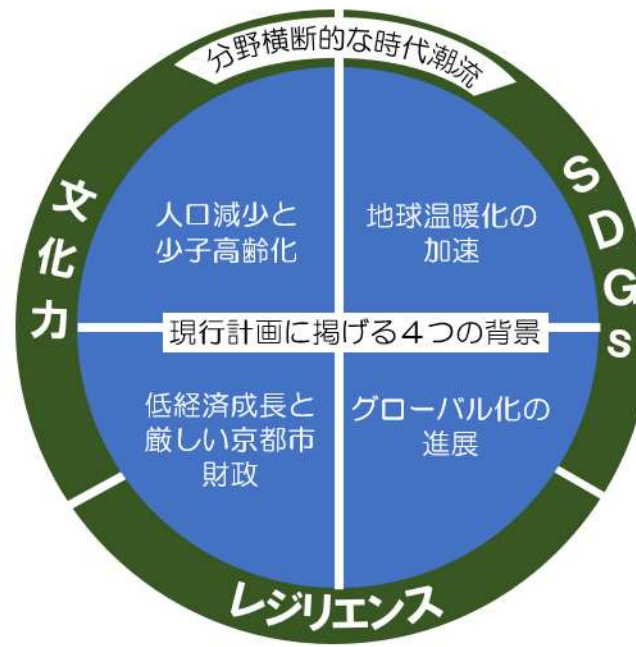 分野横断的な時代潮流
文化力
SDGs
人口減少と
少子高齢化
地球温暖化の
加速
現行計画に掲げる4つの背景
低経済成長と
厳しい京都市
財政
グローバル化の
進展
レジリエンス